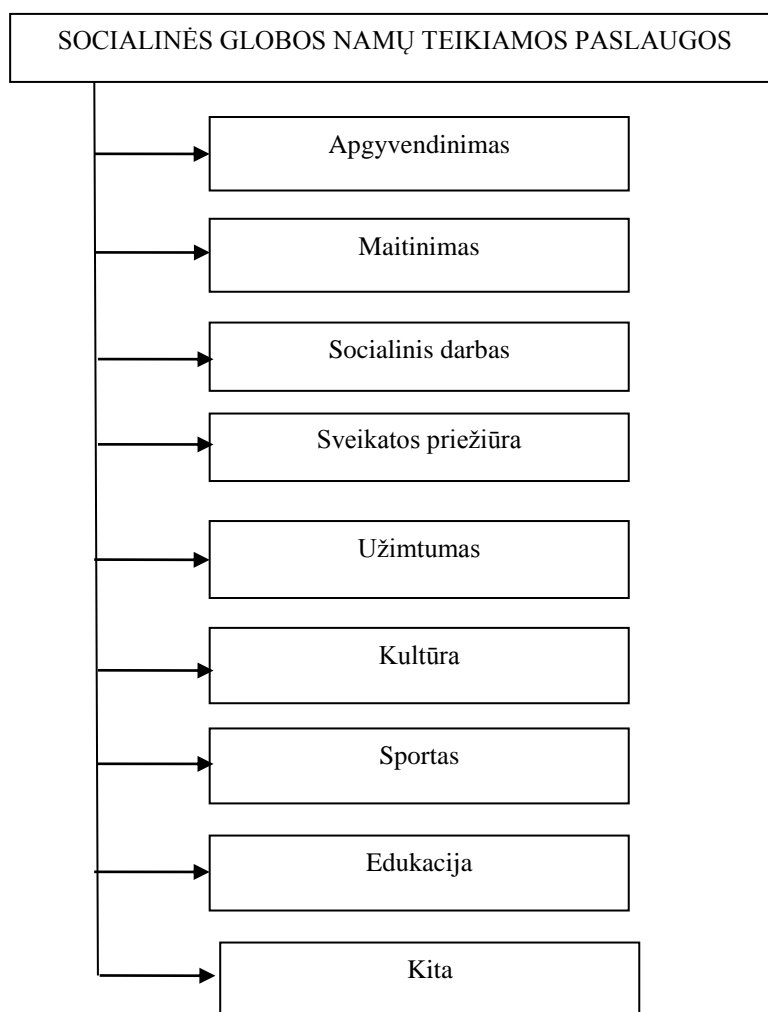 SOCIALINĖS GLOBOS NAMŲ TEIKIAMOS PASLAUGOS
Apgyvendinimas
Maitinimas
Socialinis darbas
Sveikatos priežiūra
Užimtumas
Kultūra
Sportas
Edukacija
Kita